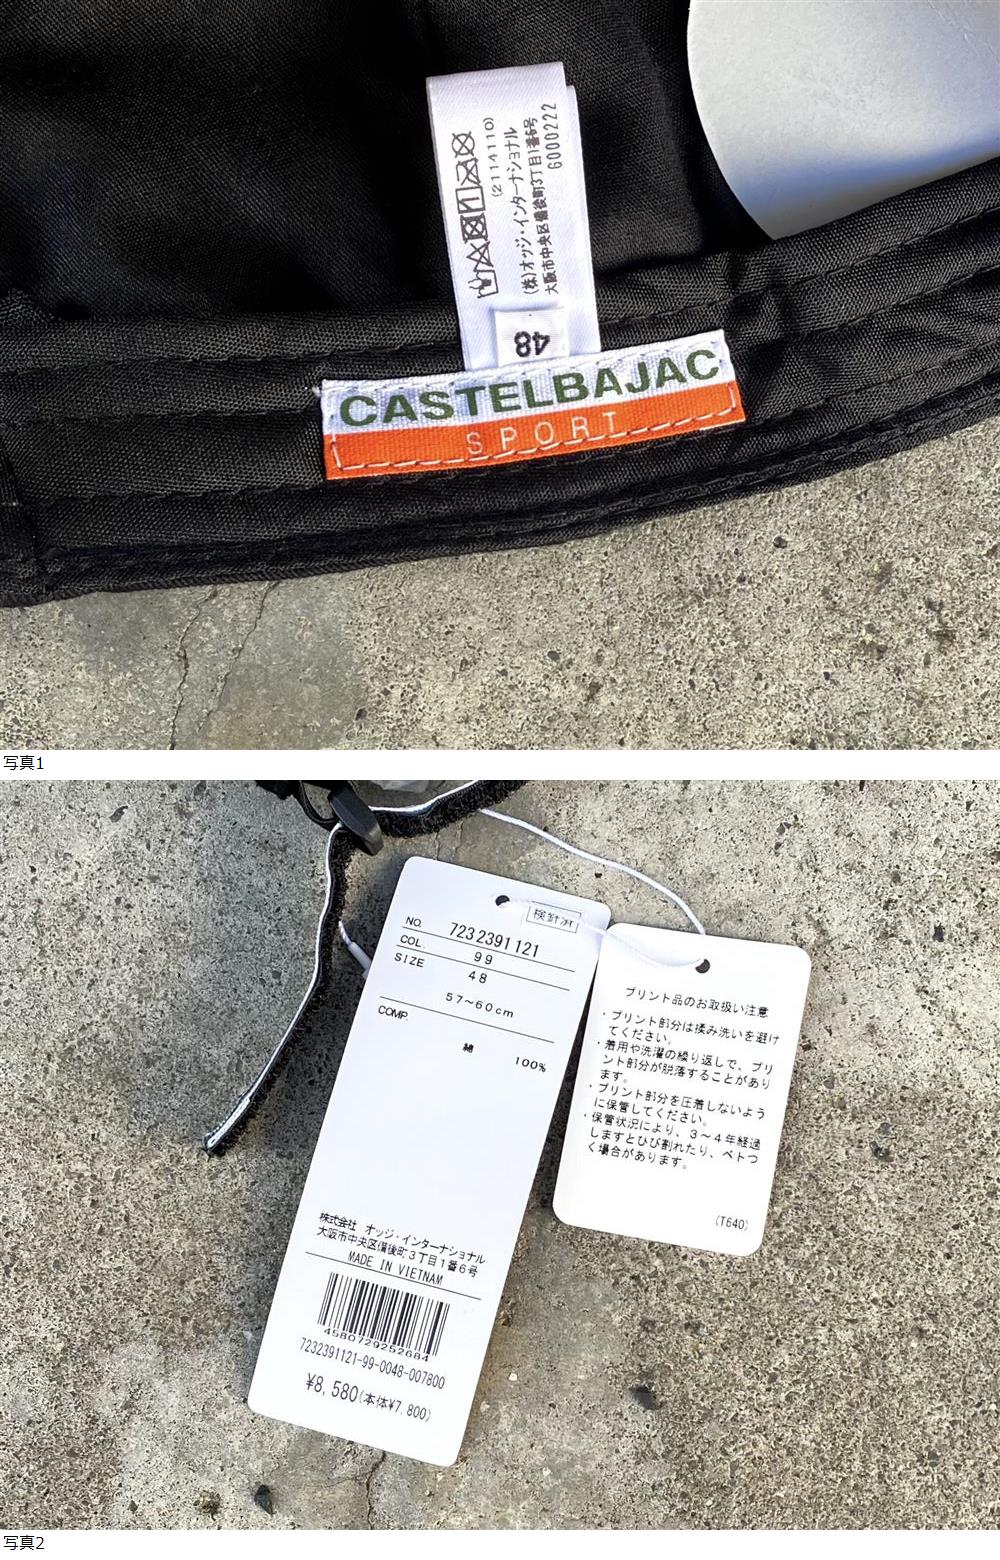 (2114110)
(株)オッジ・インターナショナル
大阪市中央区備後町3丁目1番6号
6000222
48
CASTELBAJAC
SPORT
写真1
検針済
NO. 7232391121
COL. 99
SIZE 48
57～60cm
COMP.
綿 100%
株式会社 オッジ・インターナショナル
大阪市中央区備後町3丁目1番6号
MADE IN VIETNAM
4580729252684
7232391121-99-0048-007800
¥8,580(本体¥7,800)
プリント品のお取扱い注意
・プリント部分は揉み洗いを避け
てください。
・着用や洗濯の繰り返しで、プリ
ント部分が脱落することがあり
ます。
・プリント部分を圧着しないよう
に保管してください。
・保管状況により、3～4年経過
しますとひび割れたり、ベトつ
く場合があります。
(T640)
写真2